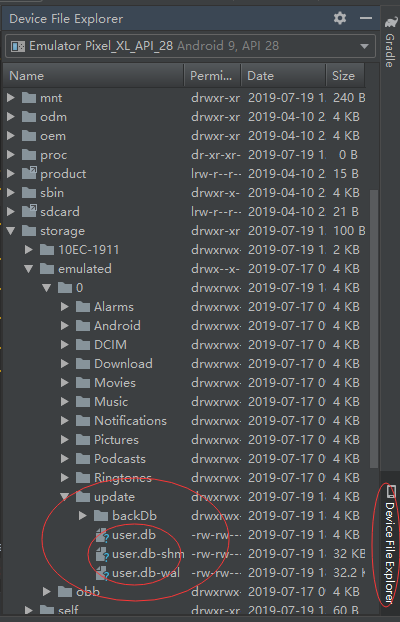 Device File Explorer
Emulator Pixel_XL_API_28 Android 9, API 28
Name Permi... Date Size
mnt drwxr-xr 2019-07-19 1 240 B
odm drwxr-xr 2019-04-10 2 4 KB
oem drwxr-xr 2019-04-10 2 4 KB
proc dr-xr-xr- 2019-07-19 1 0 B
product lrw-r--r-- 2019-04-10 2 15 B
sbin drwxr-xr 2019-04-10 2 4 KB
sdcard lrw-r--r-- 2019-04-10 2 21 B
storage drwxr-xr 2019-07-19 1 100 B
10EC-1911 drwxrwx- 2019-07-19 1 2 KB
emulated drwx--x- 2019-07-17 0 4 KB
0 drwxrwx- 2019-07-19 1 4 KB
Alarms drwxrwx- 2019-07-17 0 4 KB
Android drwxrwx- 2019-07-17 0 4 KB
DCIM drwxrwx- 2019-07-17 0 4 KB
Download drwxrwx- 2019-07-17 0 4 KB
Movies drwxrwx- 2019-07-17 0 4 KB
Music drwxrwx- 2019-07-17 0 4 KB
Notifications drwxrwx- 2019-07-17 0 4 KB
Pictures drwxrwx- 2019-07-17 0 4 KB
Podcasts drwxrwx- 2019-07-17 0 4 KB
Ringtones drwxrwx- 2019-07-17 0 4 KB
update drwxrwx- 2019-07-19 1 4 KB
backDb drwxrwx- 2019-07-19 1 4 KB
user.db -rw-rw-- 2019-07-19 1 4 KB
user.db-shm -rw-rw-- 2019-07-19 1 32 KB
user.db-wal -rw-rw-- 2019-07-19 1 32.2
obb drwxrwx- 2019-07-17 0 4 KB
self drwxr-xr 2019-07-19 1 60 B
Gradle
Device File Explorer